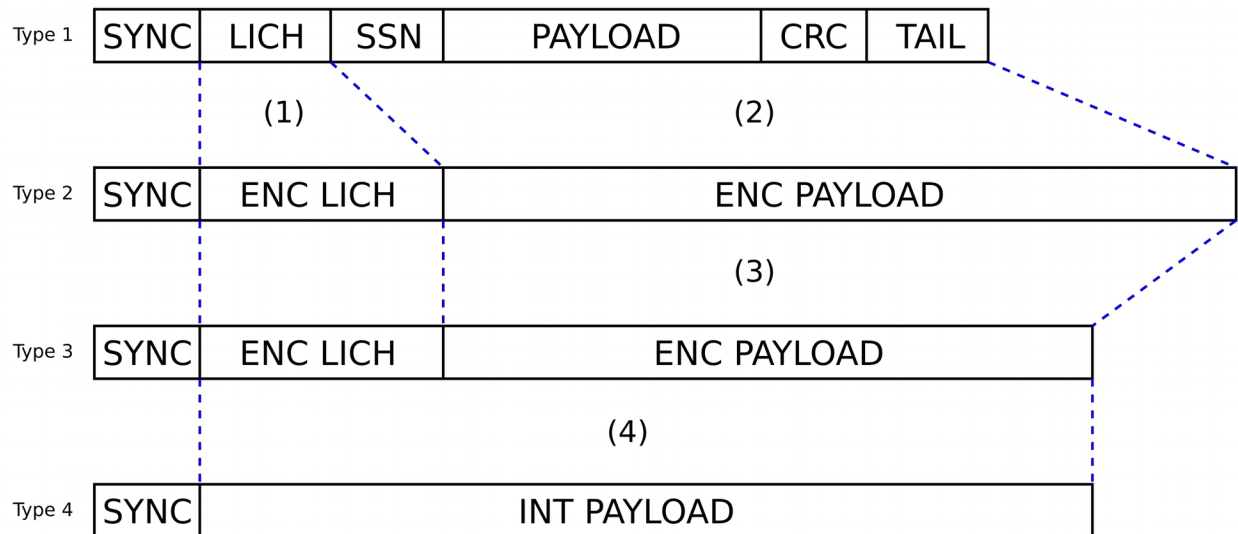 Type 1 SYNC LICH SSN PAYLOAD CRC TAIL
(1) (2)
Type 2 SYNC ENC LICH ENC PAYLOAD
(3)
Type 3 SYNC ENC LICH ENC PAYLOAD
(4)
Type 4 SYNC INT PAYLOAD